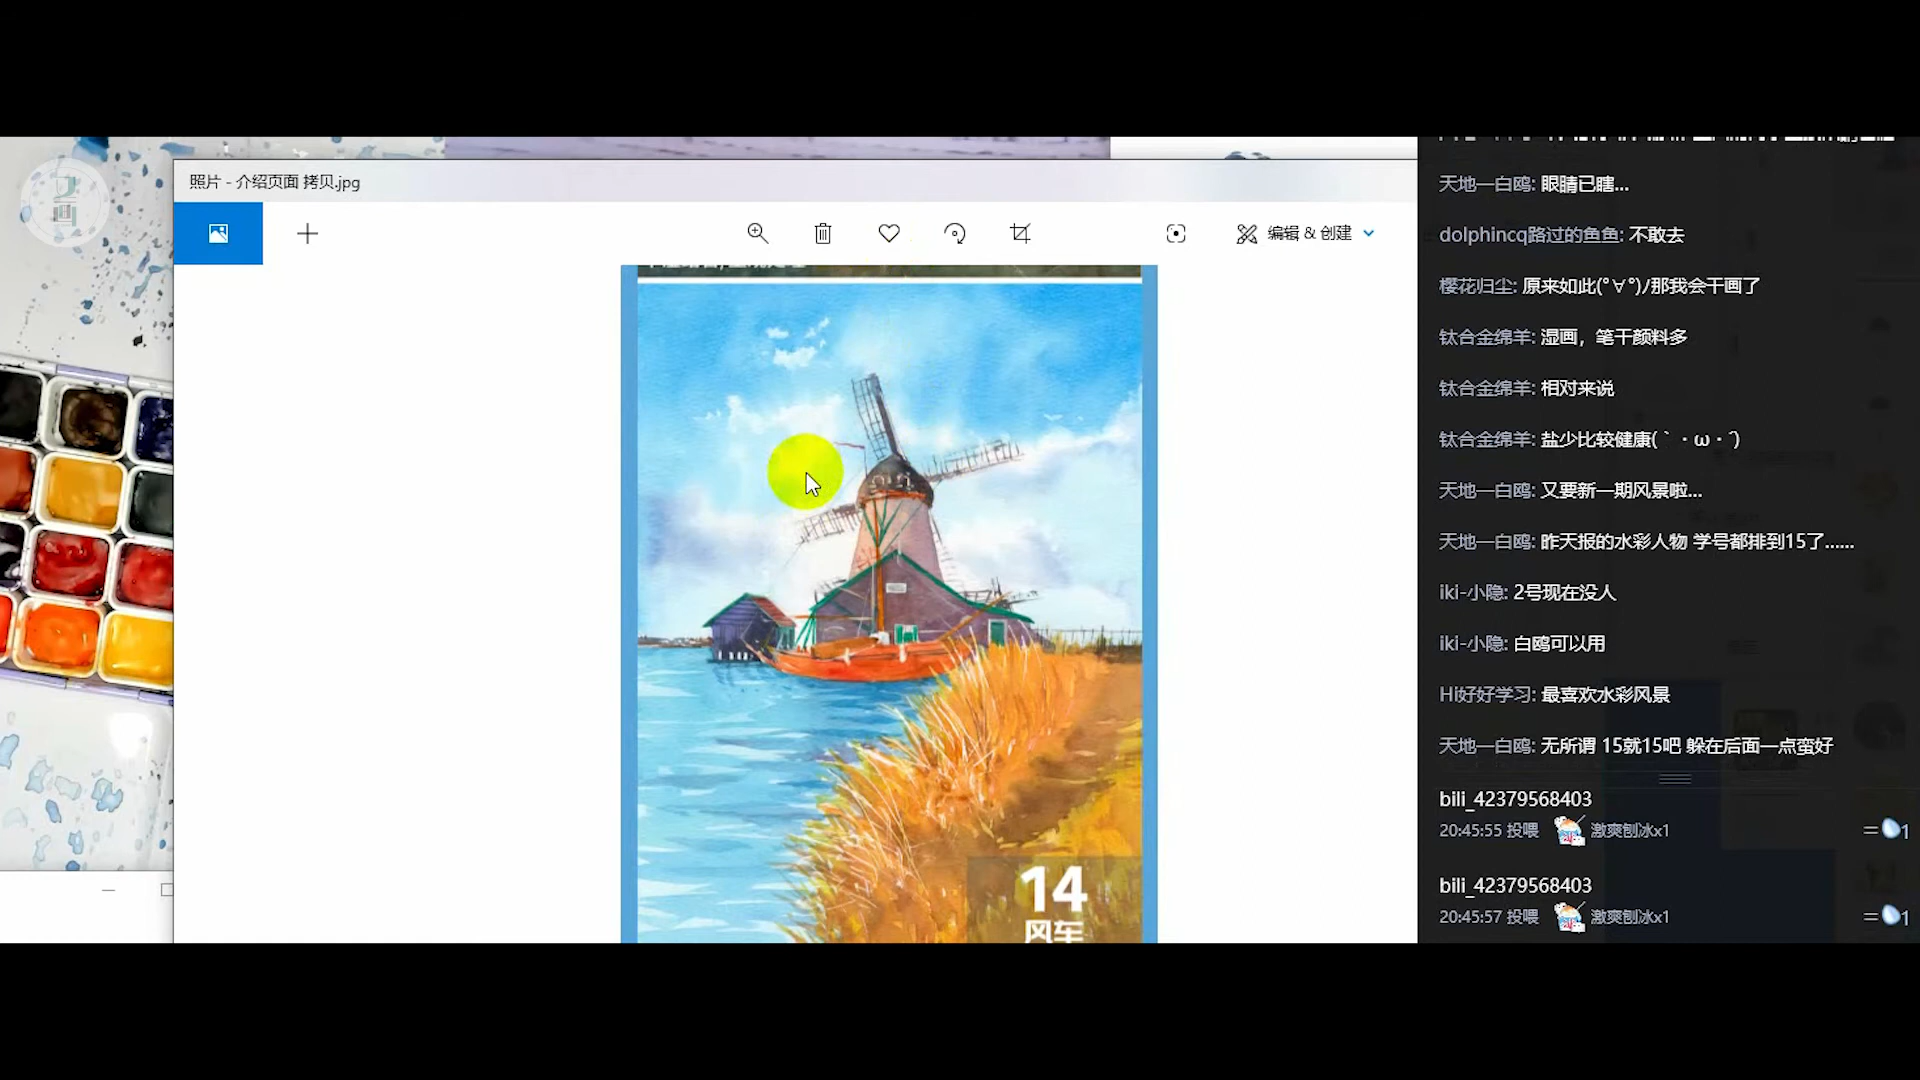 照片 - 介绍页面 拷贝.jpg
编辑 & 创建
14
风车
天地一白鸥: 眼睛已瞎...
dolphincq路过的鱼鱼: 不敢去
樱花归尘: 原来如此(°∀°)/那我会干画了
钛合金绵羊: 湿画，笔干颜料多
钛合金绵羊: 相对来说
钛合金绵羊: 盐少比较健康(｀・ω・´)
天地一白鸥: 又要新一期风景啦...
天地一白鸥: 昨天报的水彩人物 学号都排到15了......
iki-小隐: 2号现在没人
iki-小隐: 白鸥可以用
Hi好好学习: 最喜欢水彩风景
天地一白鸥: 无所谓 15就15吧 躲在后面一点蛮好
bili_42379568403
20:45:55 投喂 激爽刨冰x1 = 1
bili_42379568403
20:45:57 投喂 激爽刨冰x1 = 1